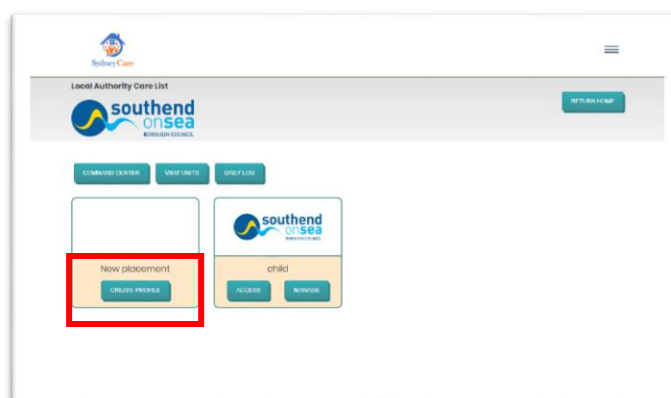 Sydney Care
Local Authority Care List
southend
on sea
BOROUGH COUNCIL
RETURN HOME
COMMAND CENTER
VIEW UNITS
DAILY LOG
southend
on sea
BOROUGH COUNCIL
New placement
child
CREATE PROFILE
ACCESS
MANAGE